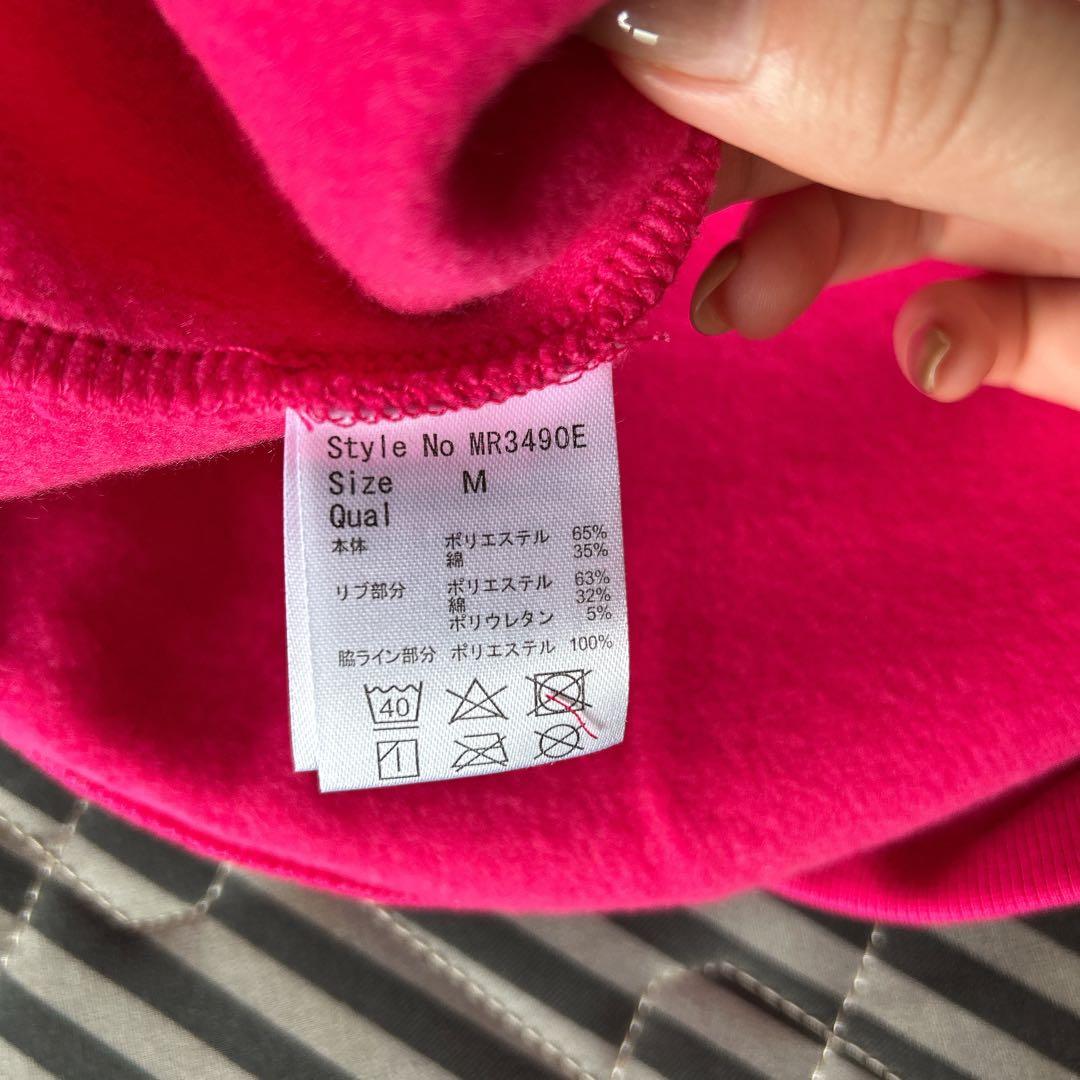 Style No MR3490E
Size M
Qual
本体 ポリエステル 65%
綿 35%
リブ部分 ポリエステル 63%
綿 32%
ポリウレタン 5%
脇ライン部分 ポリエステル 100%
40